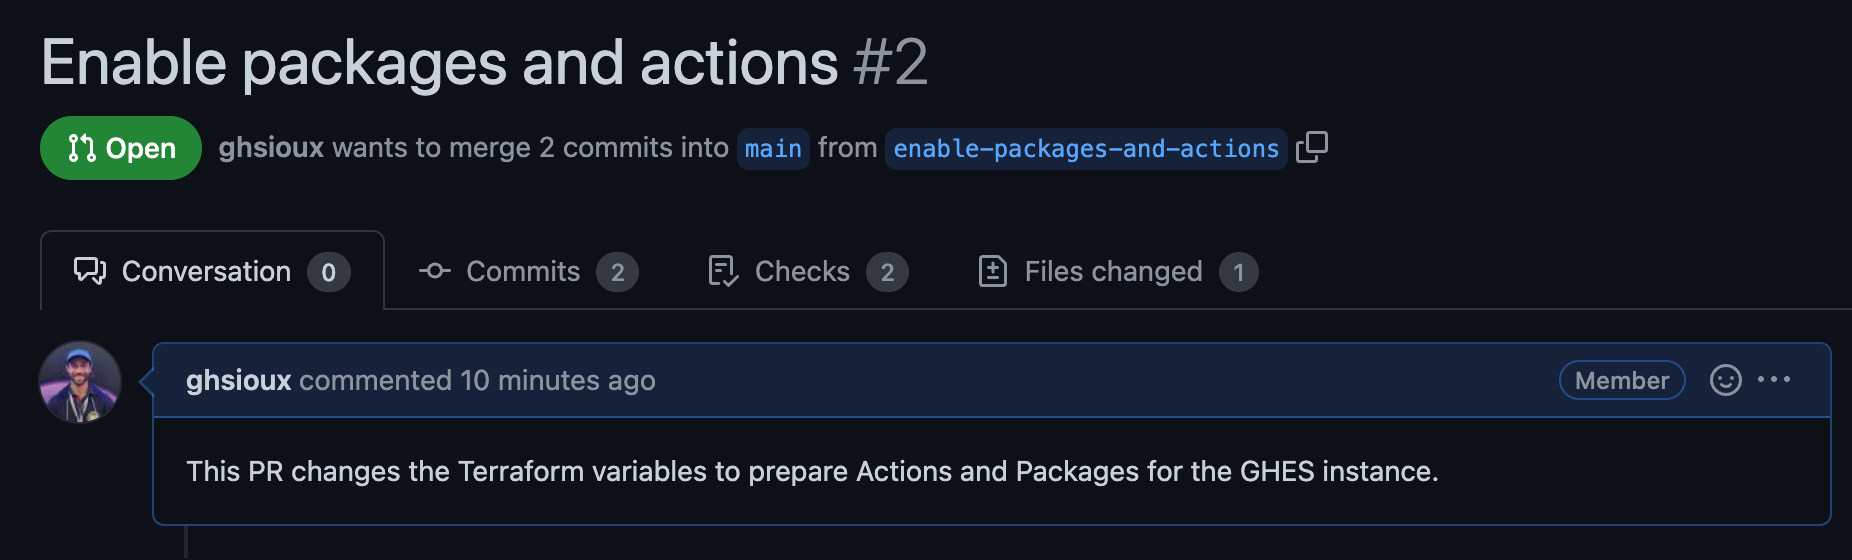 Enable packages and actions #2
Open ghsioux wants to merge 2 commits into main from enable-packages-and-actions
Conversation 0 Commits 2 Checks 2 Files changed 1
ghsioux commented 10 minutes ago Member
This PR changes the Terraform variables to prepare Actions and Packages for the GHES instance.